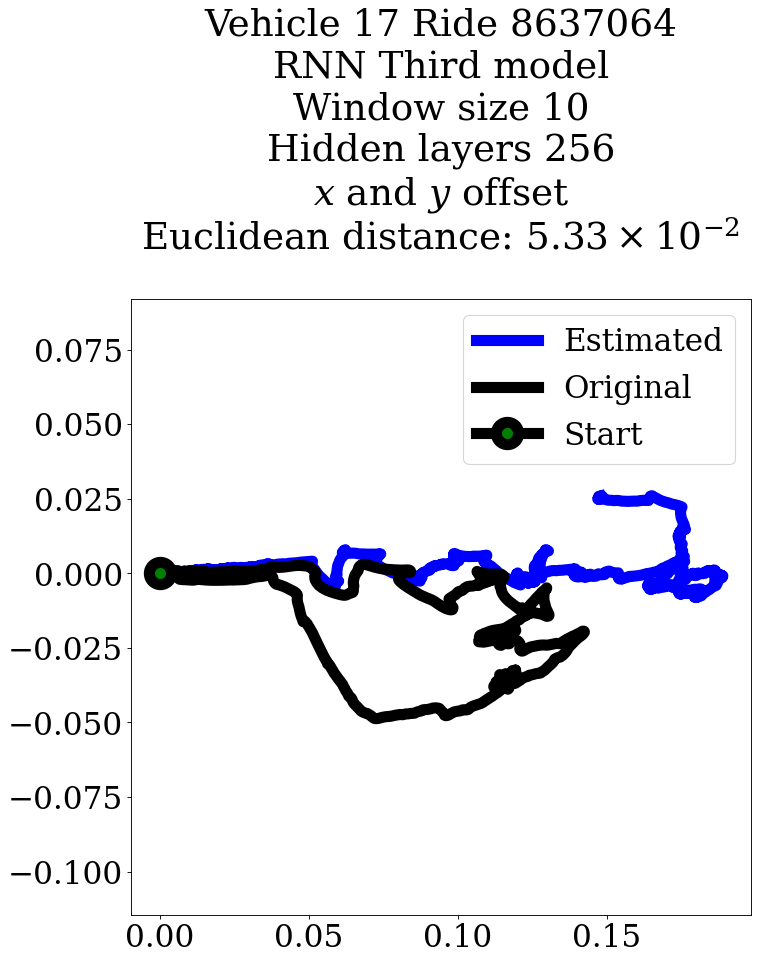 Vehicle 17 Ride 8637064
RNN Third model
Window size 10
Hidden layers 256
x and y offset
Euclidean distance: 5.33 × 10⁻²
Estimated
Original
Start
0.075
0.050
0.025
0.000
−0.025
−0.050
−0.075
−0.100
0.00 0.05 0.10 0.15